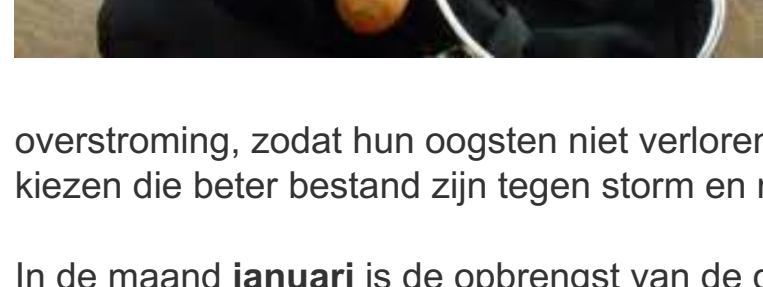 overstroming, zodat hun oogsten niet verloren
kiezen die beter bestand zijn tegen storm en
In de maand januari is de opbrengst van de